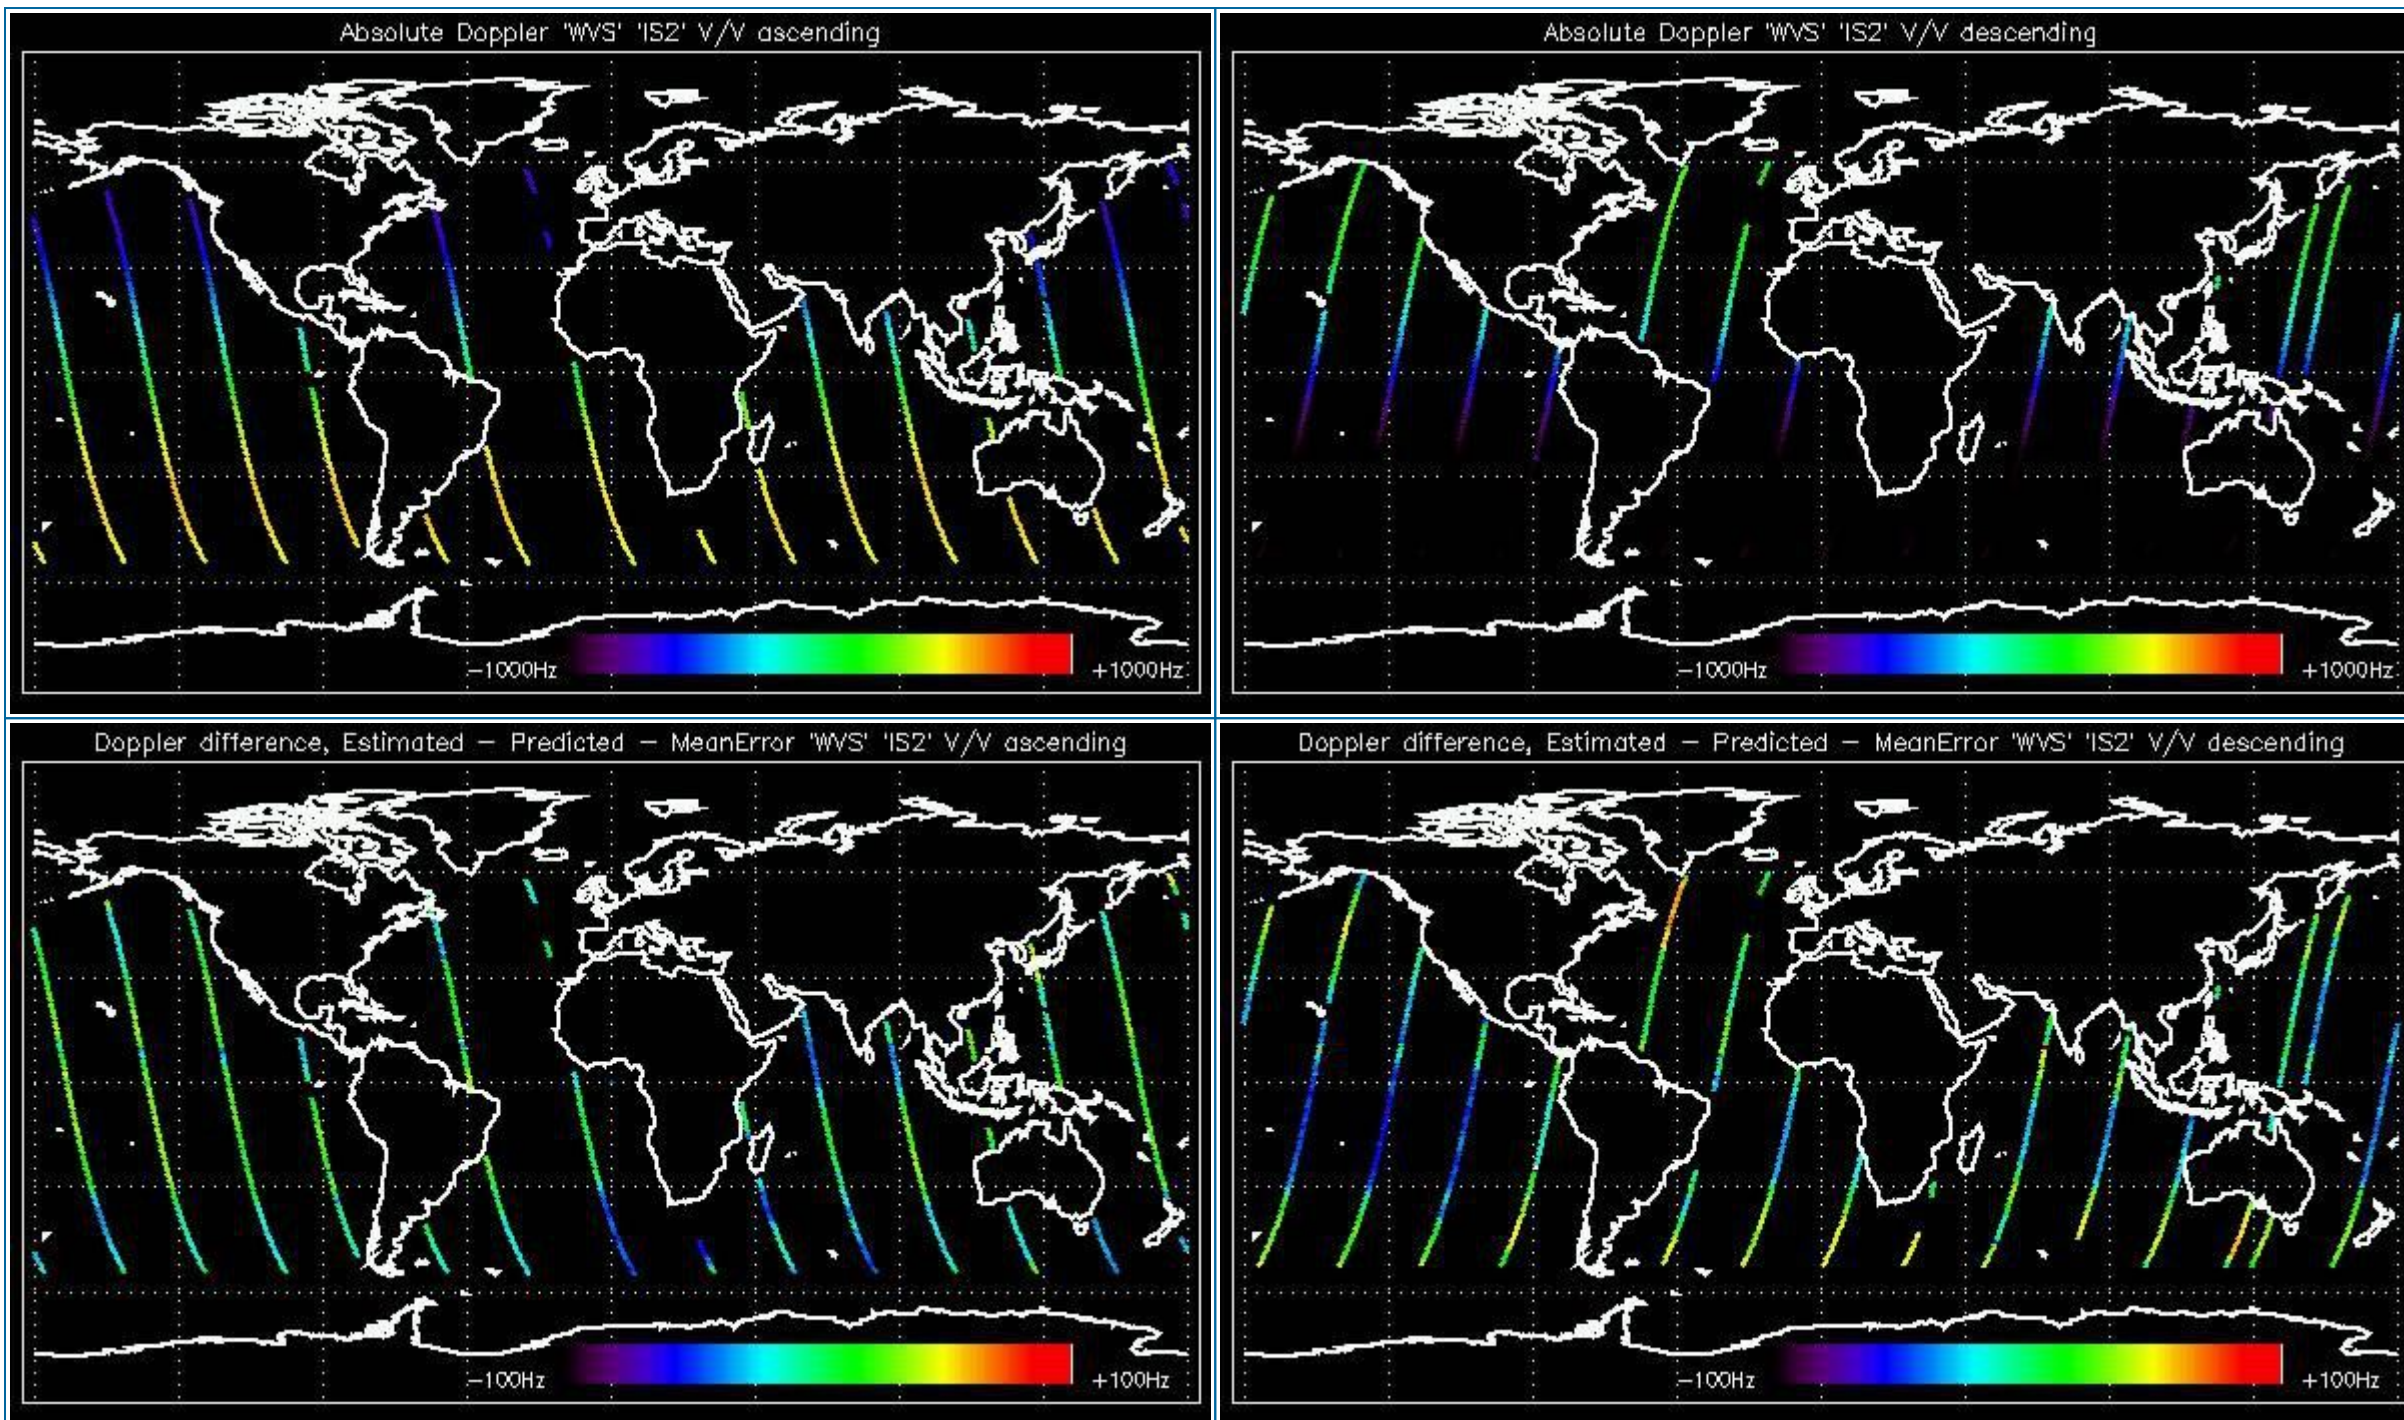 Absolute Doppler 'WVS' 'IS2' V/V ascending
-1000Hz
+1000Hz
Absolute Doppler 'WVS' 'IS2' V/V descending
-1000Hz
+1000Hz
Doppler difference, Estimated - Predicted - MeanError 'WVS' 'IS2' V/V ascending
-100Hz
+100Hz
Doppler difference, Estimated - Predicted - MeanError 'WVS' 'IS2' V/V descending
-100Hz
+100Hz